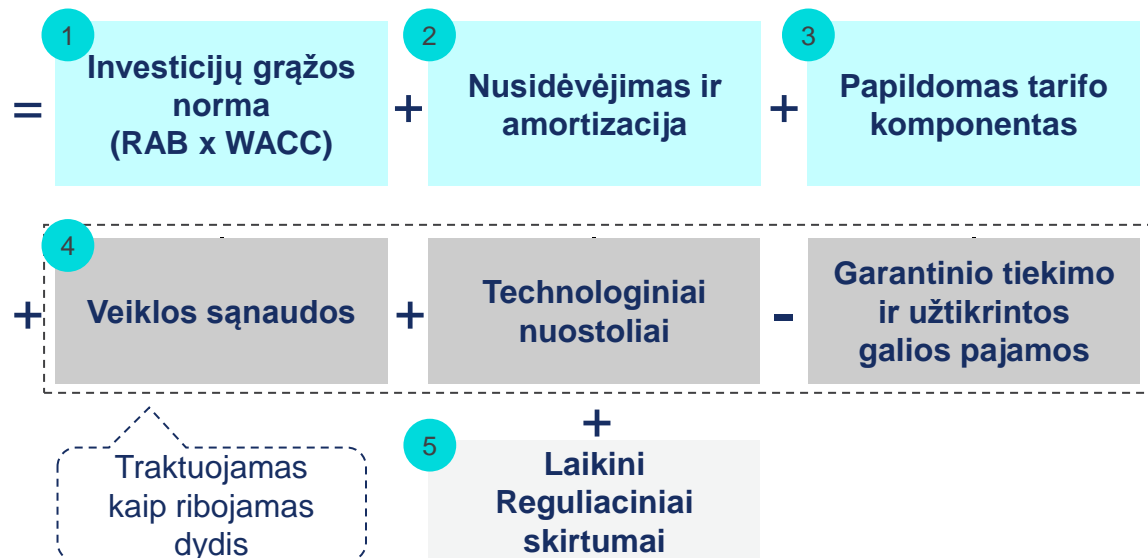 1
2
3
= Investicijų grąžos
norma
(RAB x WACC)
+ Nusidėvėjimas ir
amortizacija
+ Papildomas tarifo
komponentas
4
+ Veiklos sąnaudos
+ Technologiniai
nuostoliai
- Garantinio tiekimo
ir užtikrintos
galios pajamos
Traktuojamas
kaip ribojamas
dydis
+
5
Laikini
Reguliaciniai
skirtumai